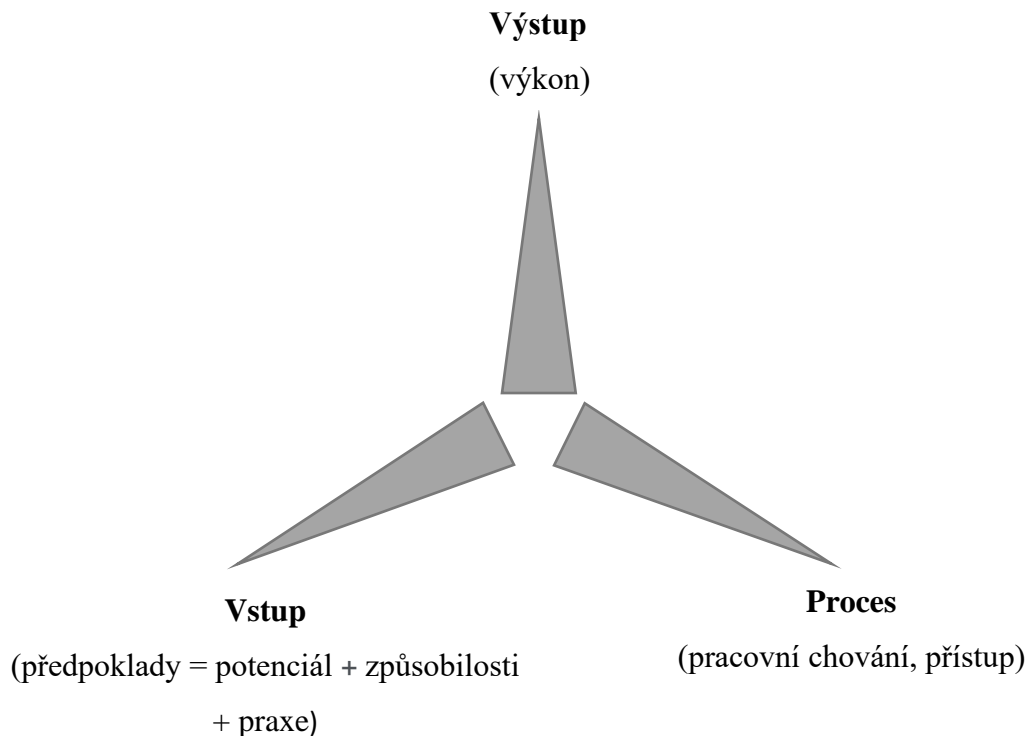 Výstup
(výkon)
Vstup
(předpoklady = potenciál + způsobilosti
+ praxe)
Proces
(pracovní chování, přístup)